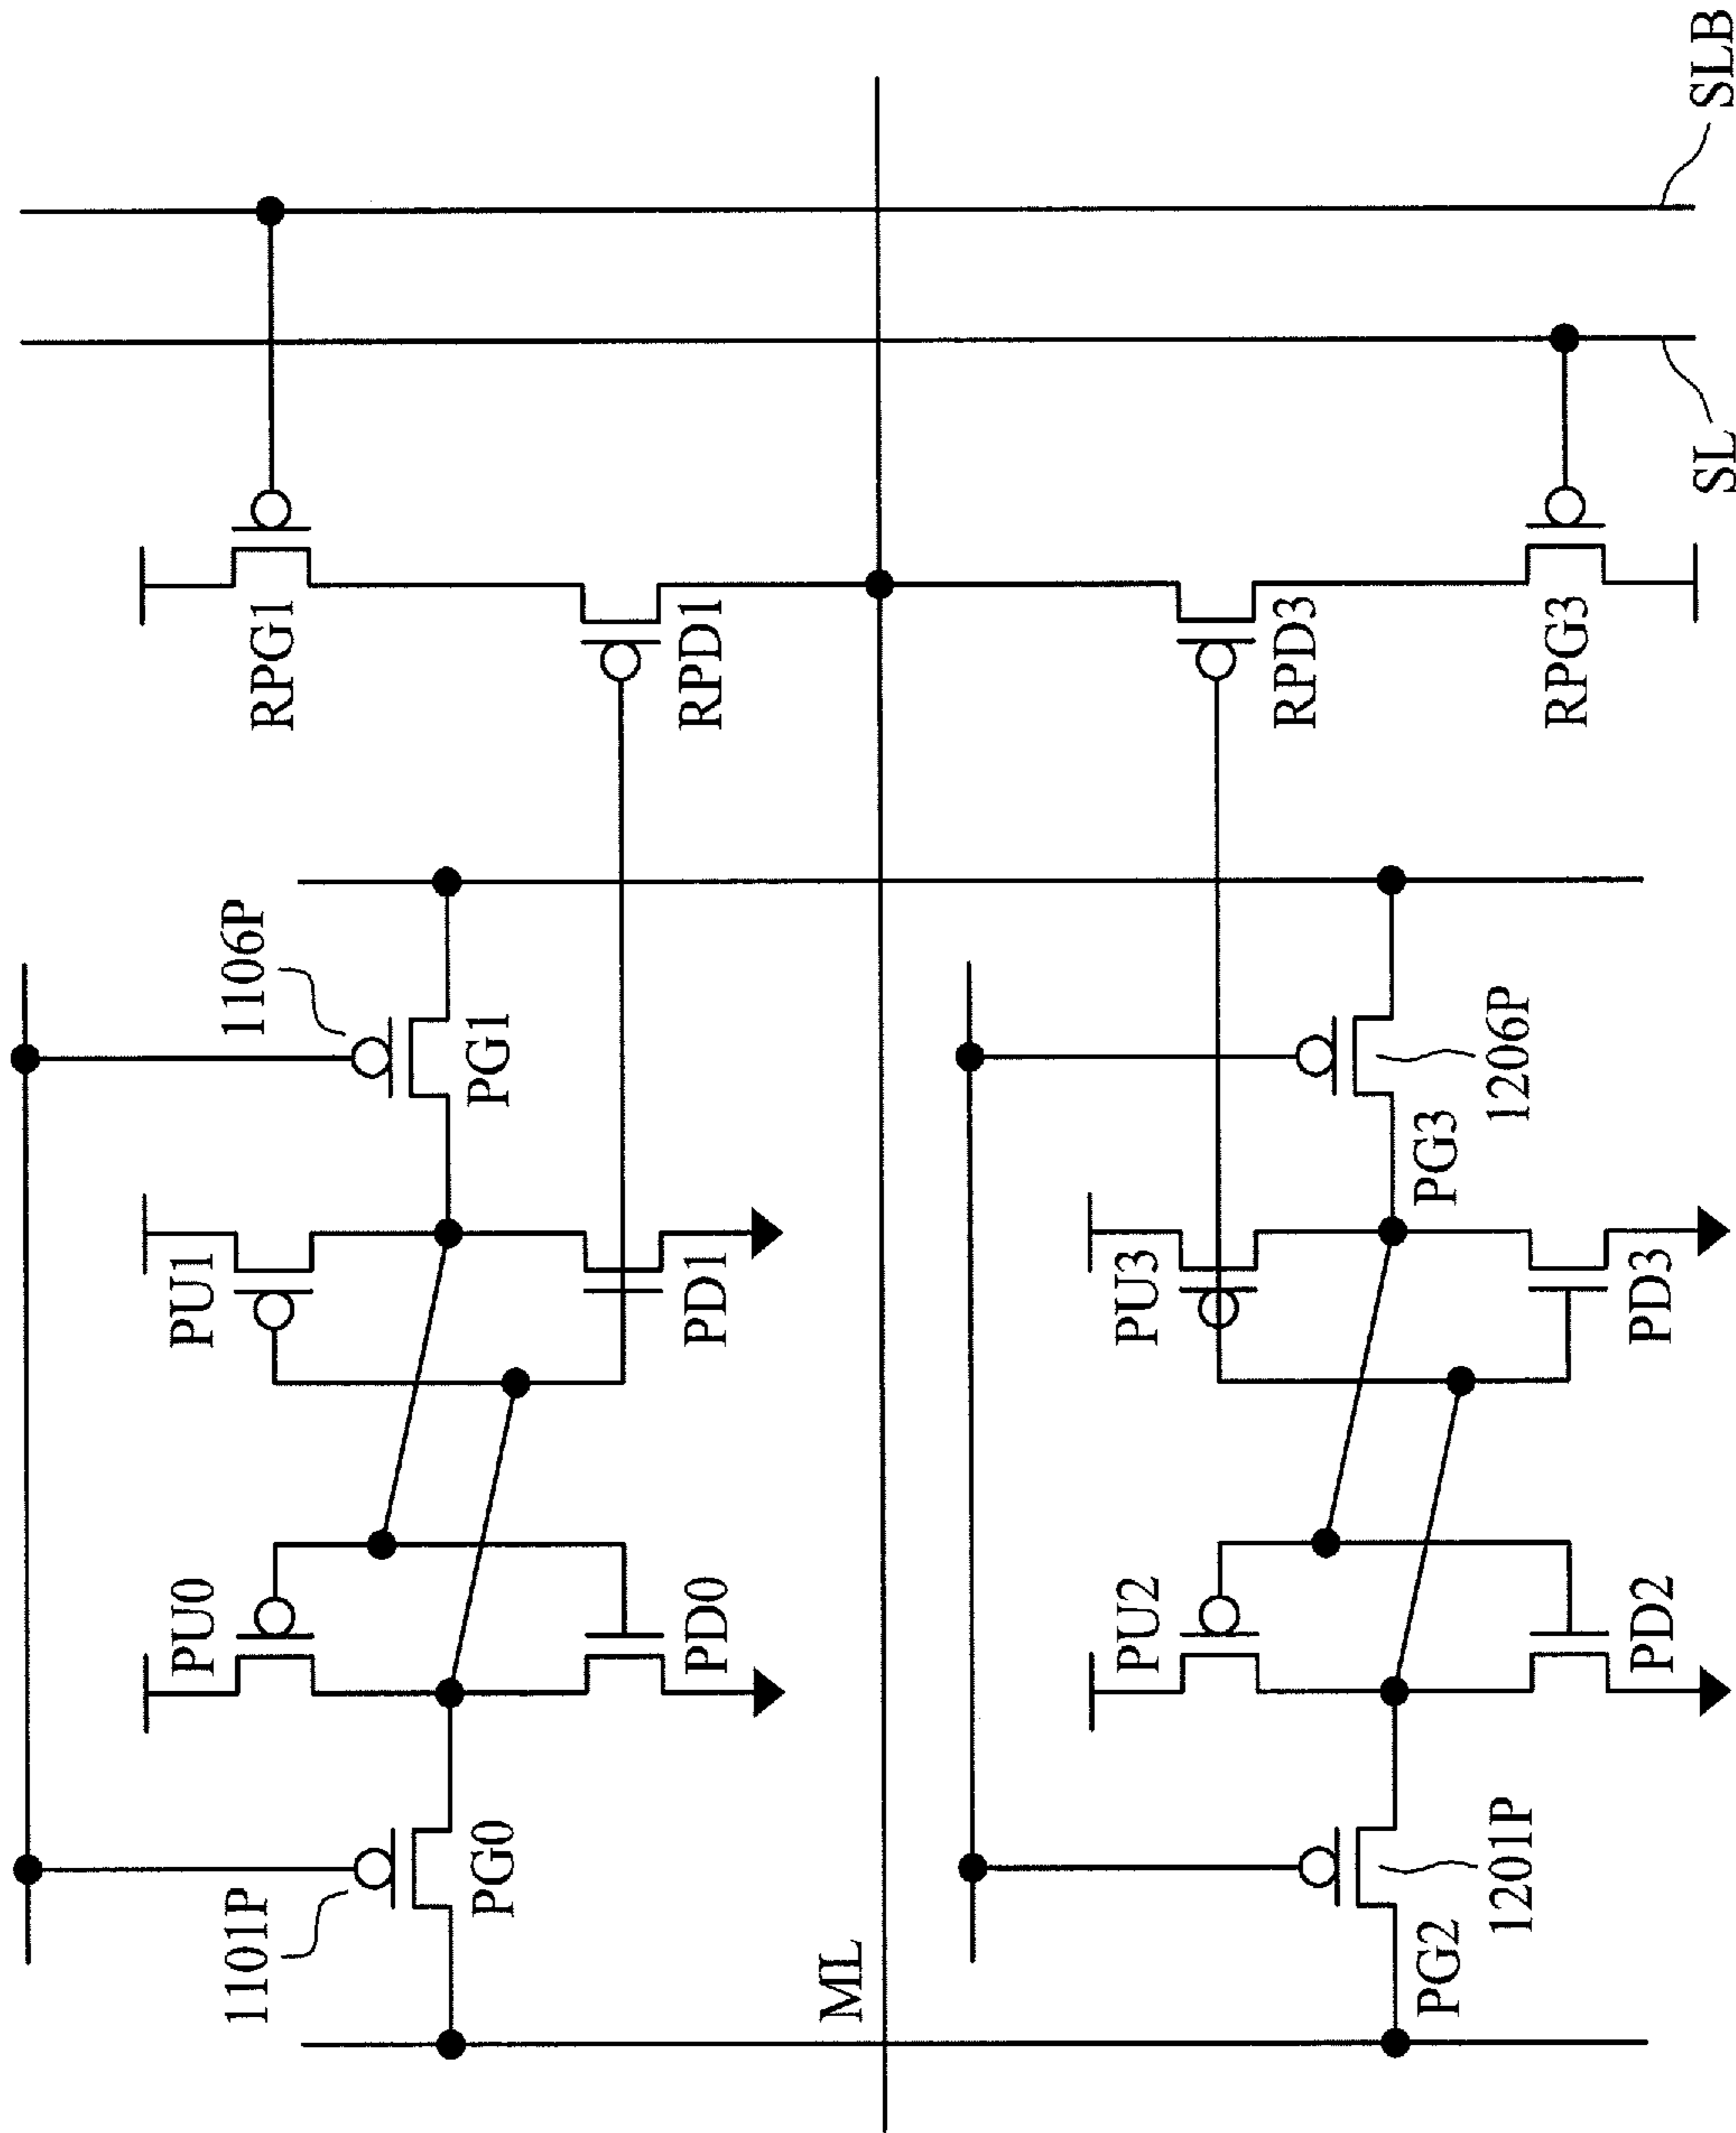 1101P
PG0
PU0
PD0
PU1
PD1
1106P
PG1
RPG1
RPD1
ML
PG2
1201P
PU2
PD2
PU3
PD3
PG3
1206P
RPD3
RPG3
SL
SLB